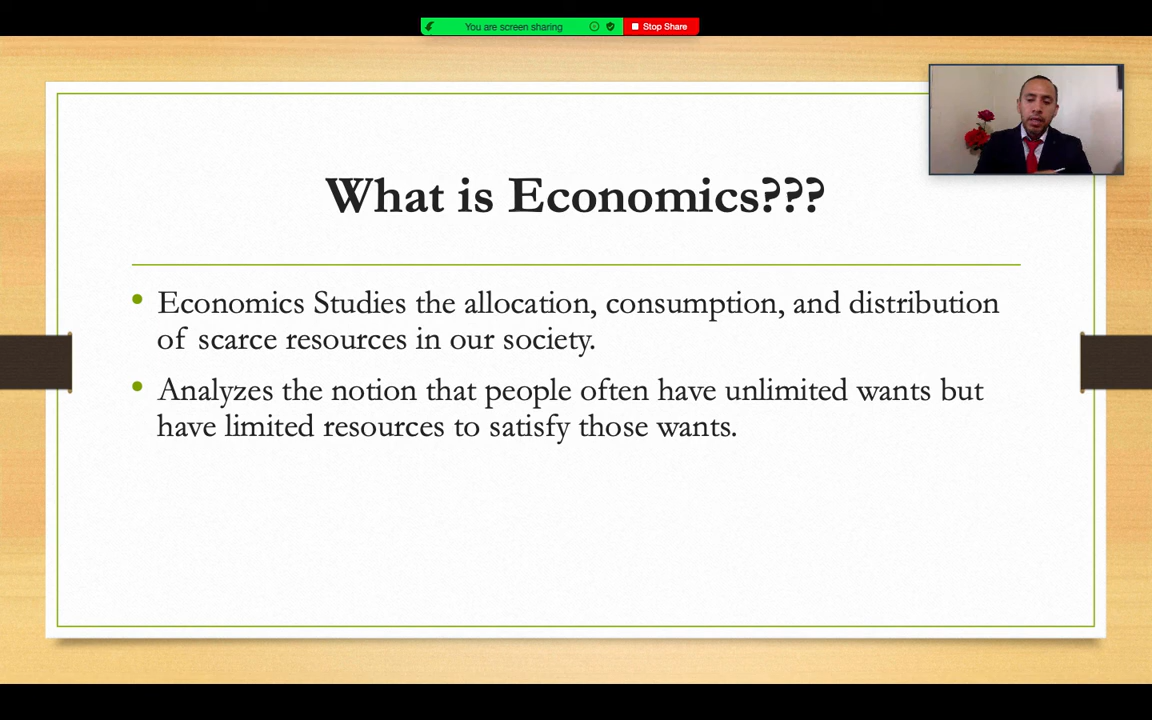 You are screen sharing
Stop Share
What is Economics???
• Economics Studies the allocation, consumption, and distribution
of scarce resources in our society.
• Analyzes the notion that people often have unlimited wants but
have limited resources to satisfy those wants.